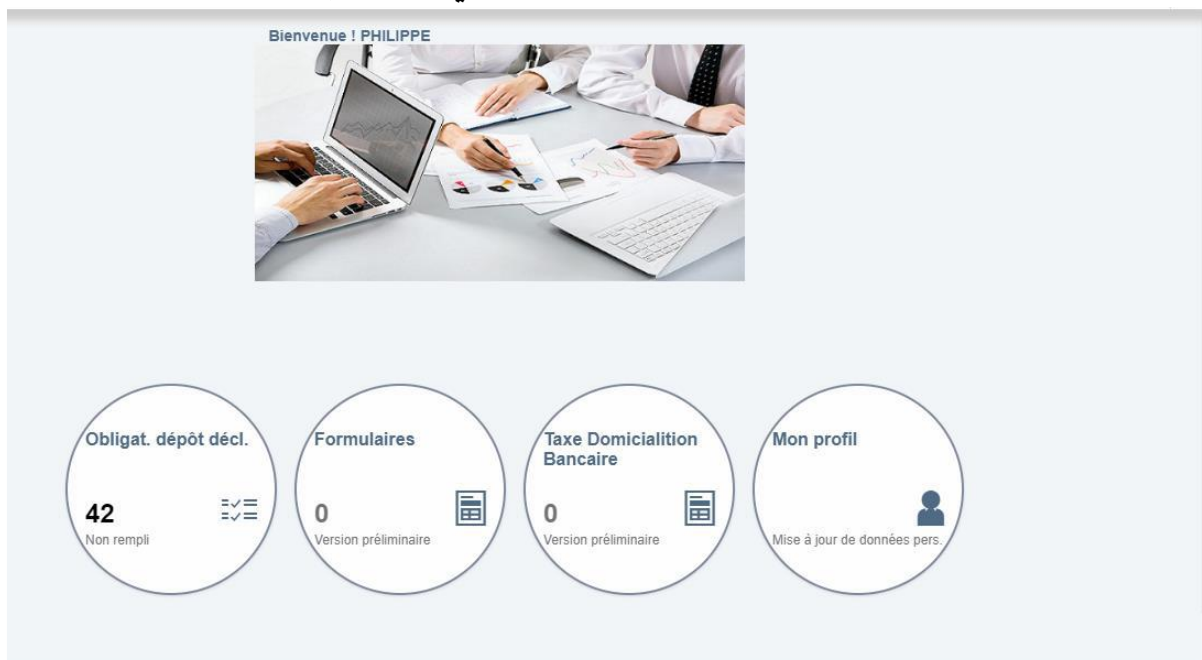 Bienvenue ! PHILIPPE
Obligat. dépôt décl.
42
Non rempli
Formulaires
0
Version préliminaire
Taxe Domicialition
Bancaire
0
Version préliminaire
Mon profil
Mise à jour de données pers.